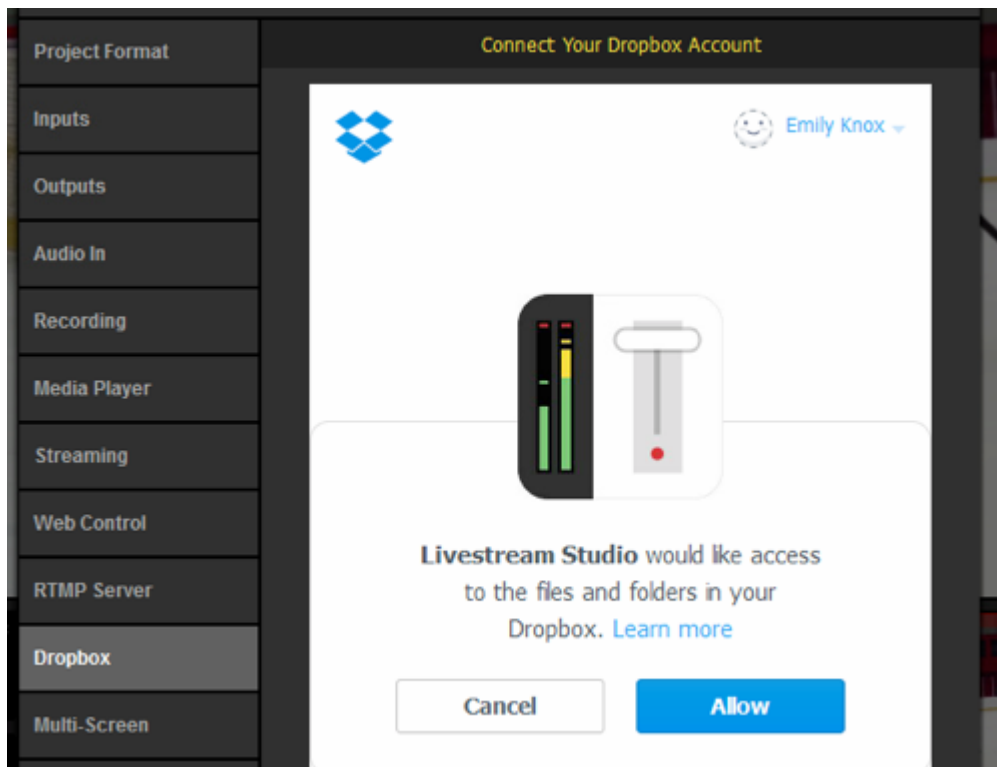 Project Format
Inputs
Outputs
Audio In
Recording
Media Player
Streaming
Web Control
RTMP Server
Dropbox
Multi-Screen
Connect Your Dropbox Account
Emily Knox
Livestream Studio would like access
to the files and folders in your
Dropbox. Learn more
Cancel
Allow